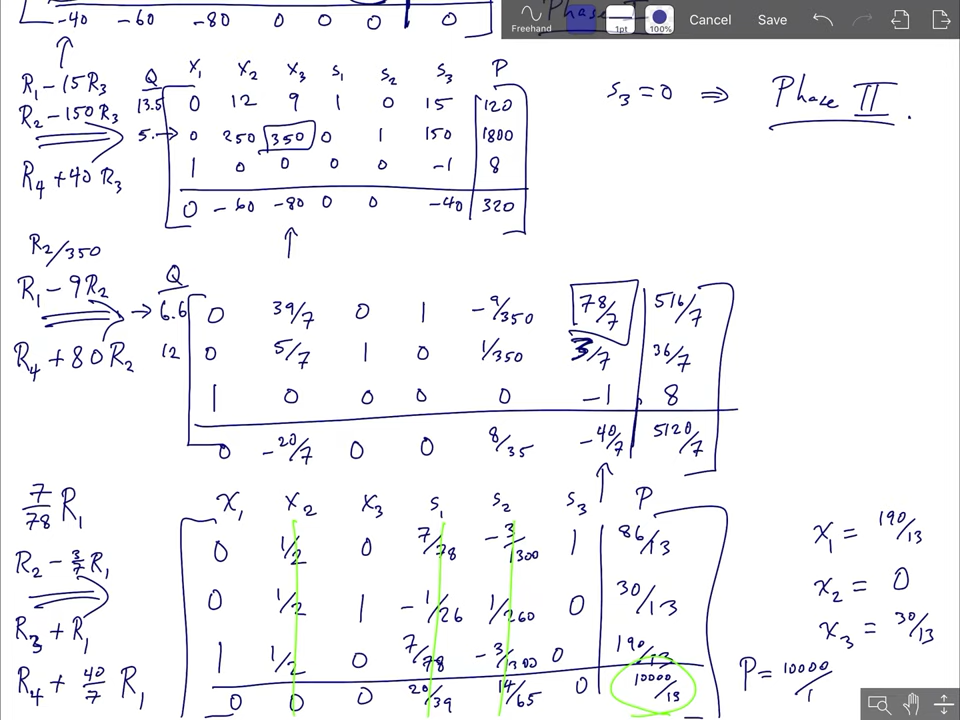 -40 -60 -80 0 0 0 0
Freehand 1pt 100% Cancel Save
R1 - 15R3
R2 - 150R3
R4 + 40R3
Q X1 X2 X3 S1 S2 S3 P
13.5 0 12 9 1 0 15 120
5. → 0 250 350 0 1 150 1800
1 0 0 0 0 -1 8
0 -60 -80 0 0 -40 320
S3 = 0 ⇒ Phase II.
R2/350
R1 - 9R2
R4 + 80R2
Q
→ 6.6 0 39/7 0 1 -9/350 78/7 516/7
12 0 5/7 1 0 1/350 3/7 36/7
1 0 0 0 0 -1 8
0 -20/7 0 0 8/35 -40/7 5120/7
7/78 R1
R2 - 3/7 R1
R3 + R1
R4 + 40/7 R1
X1 X2 X3 S1 S2 S3 P
0 1/2 0 7/78 -3/1300 1 86/13
0 1/2 1 -1/26 1/260 0 30/13
1 1/2 0 7/78 -3/1300 0 190/13
0 0 0 20/39 14/65 0 10000/13
X1 = 190/13
X2 = 0
X3 = 30/13
P = 10000/1